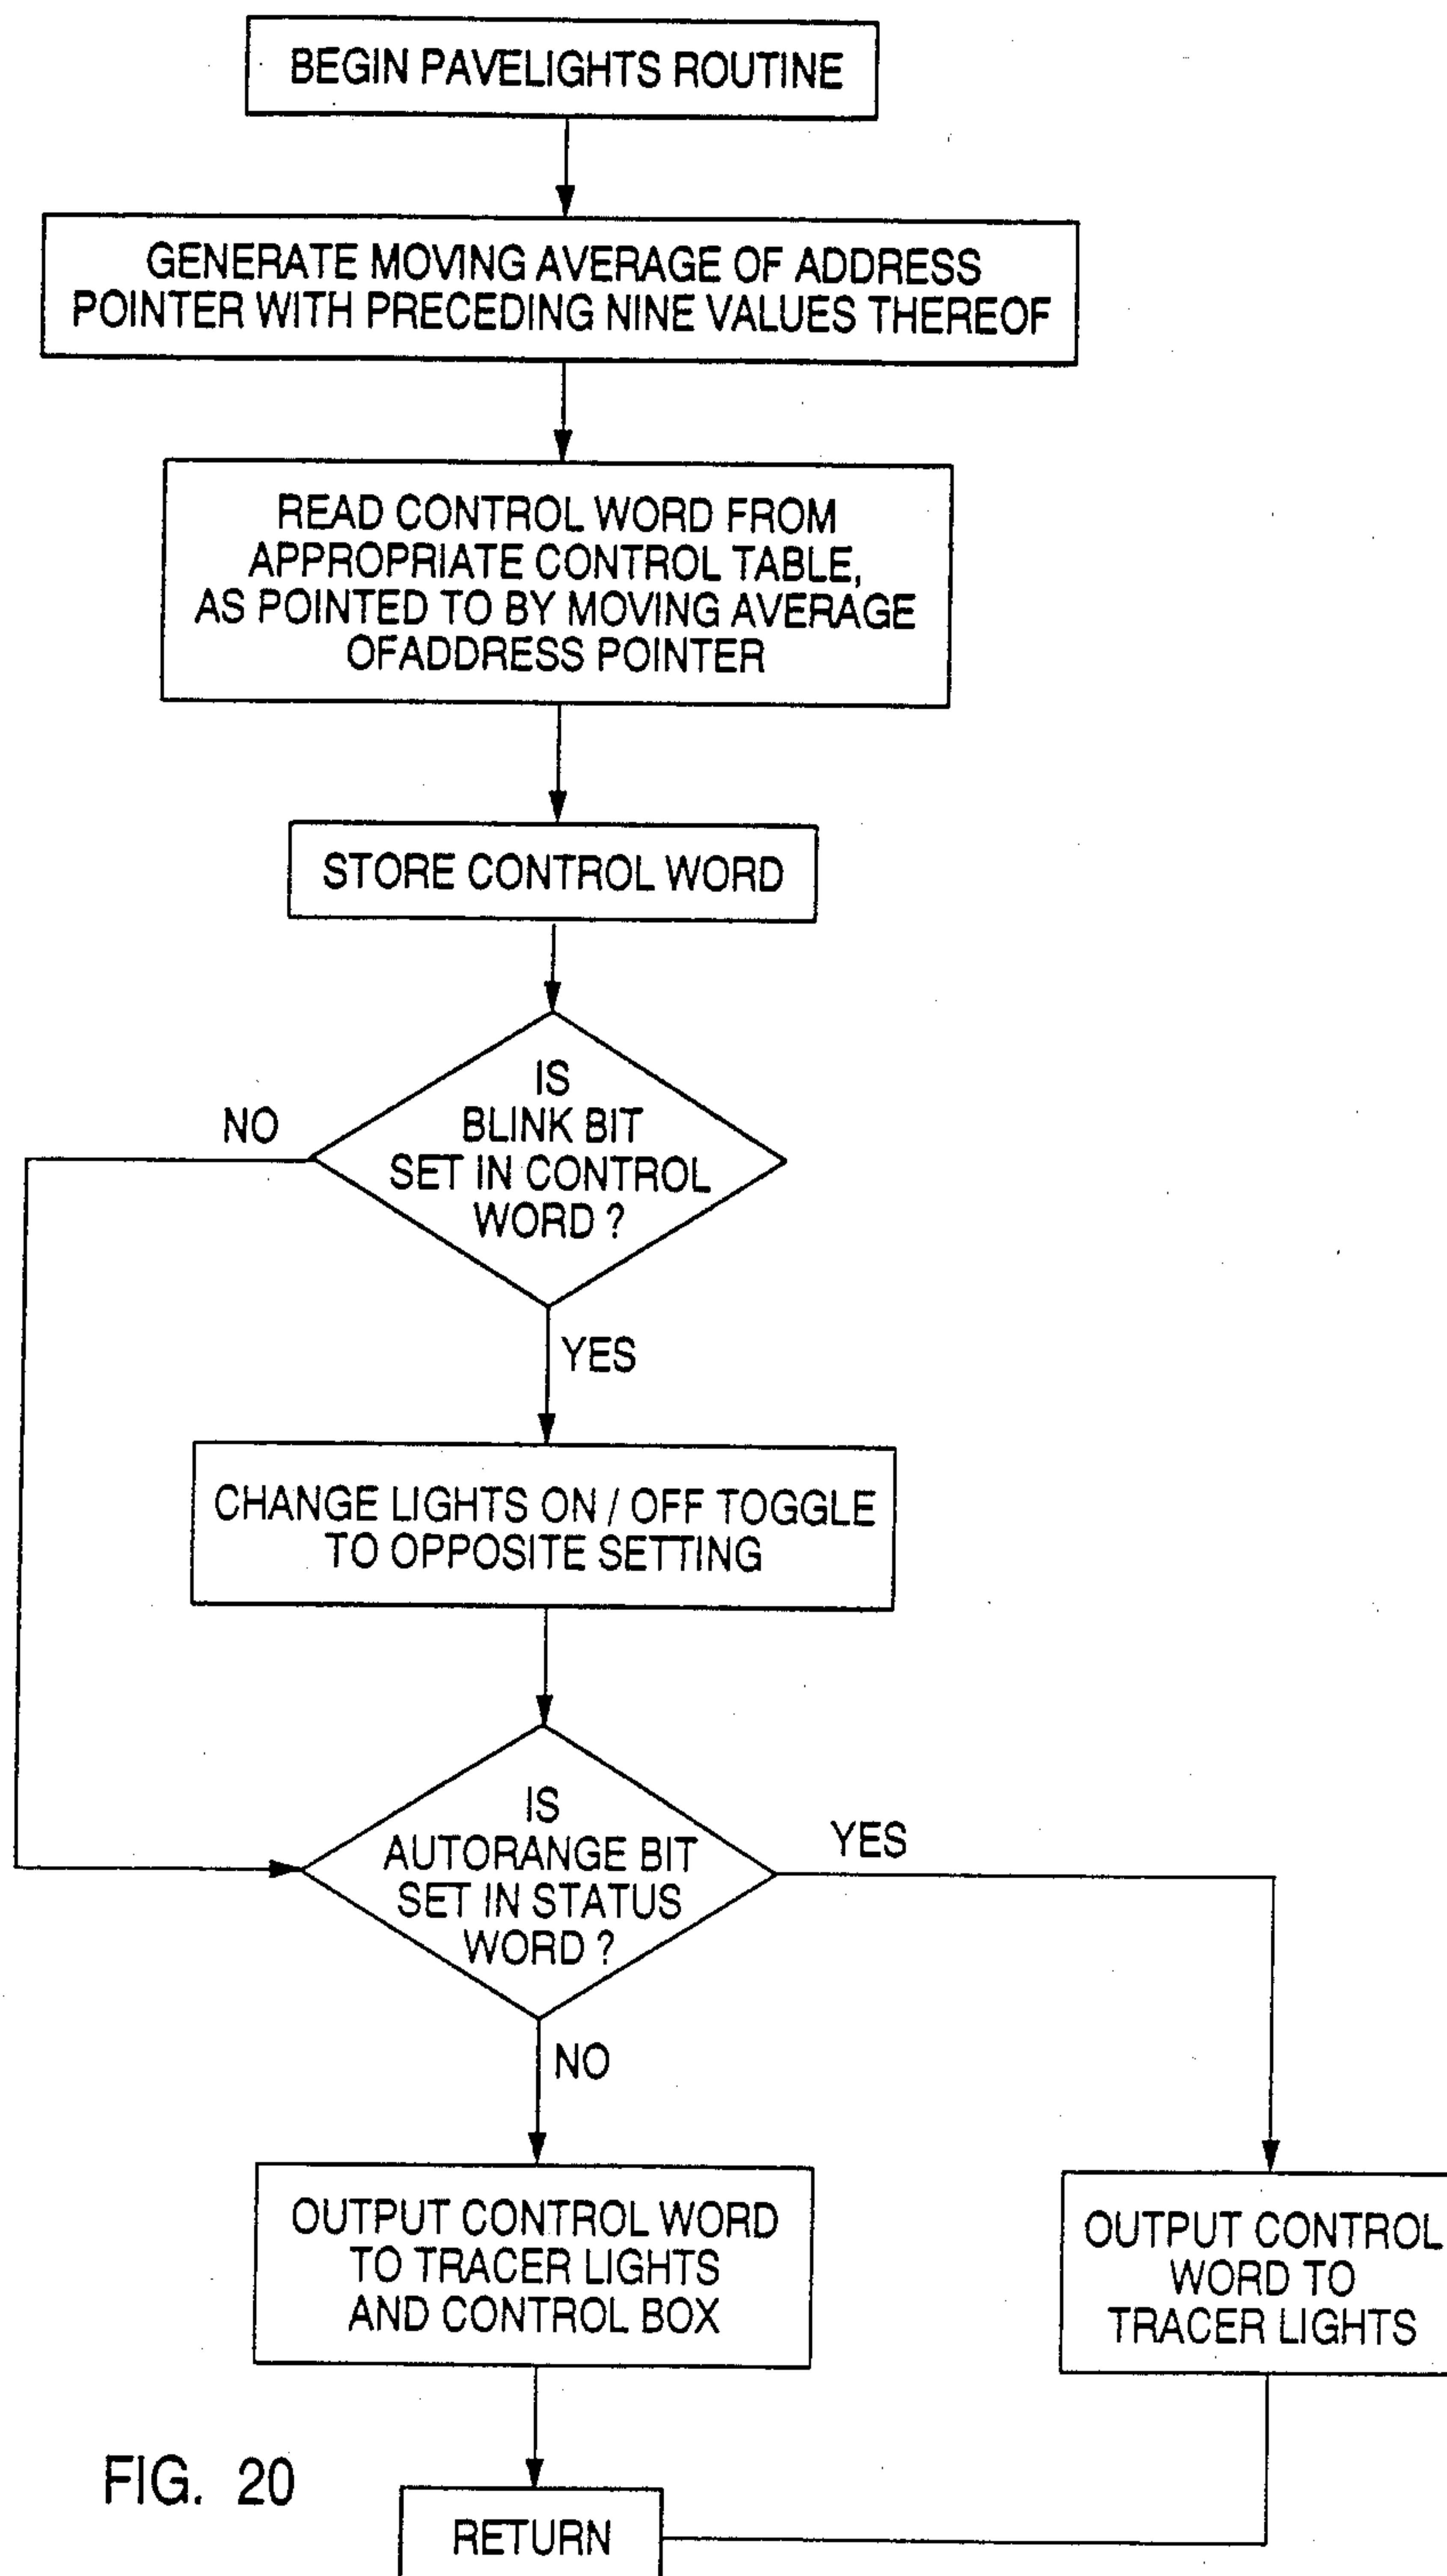 BEGIN PAVELIGHTS ROUTINE
GENERATE MOVING AVERAGE OF ADDRESS
POINTER WITH PRECEDING NINE VALUES THEREOF
READ CONTROL WORD FROM
APPROPRIATE CONTROL TABLE,
AS POINTED TO BY MOVING AVERAGE
OFADDRESS POINTER
STORE CONTROL WORD
IS
BLINK BIT
SET IN CONTROL
WORD ?
NO
YES
CHANGE LIGHTS ON / OFF TOGGLE
TO OPPOSITE SETTING
IS
AUTORANGE BIT
SET IN STATUS
WORD ?
YES
NO
OUTPUT CONTROL WORD
TO TRACER LIGHTS
AND CONTROL BOX
OUTPUT CONTROL
WORD TO
TRACER LIGHTS
RETURN
FIG. 20